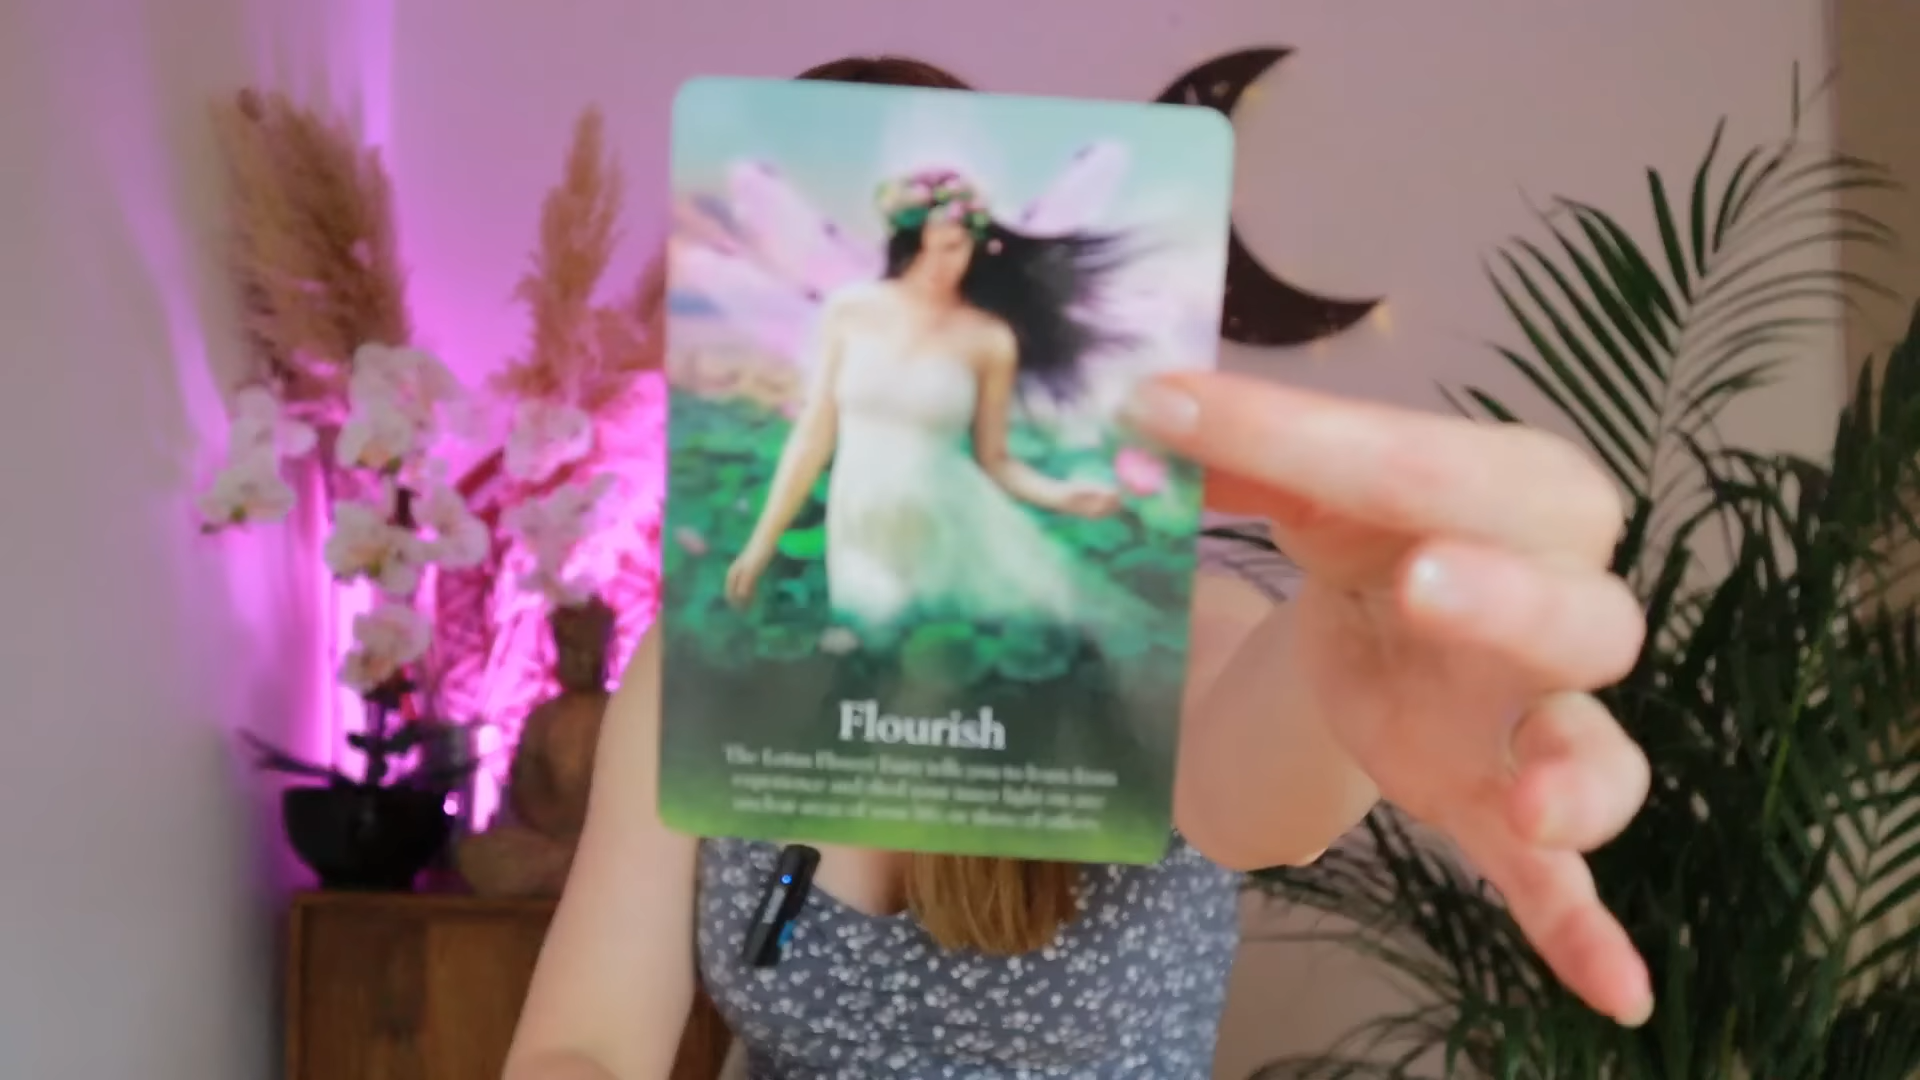 Flourish
The Lotus Flower Fairy tells you to learn from
experience and shed your inner light on any
unclear areas of your life or those of others.